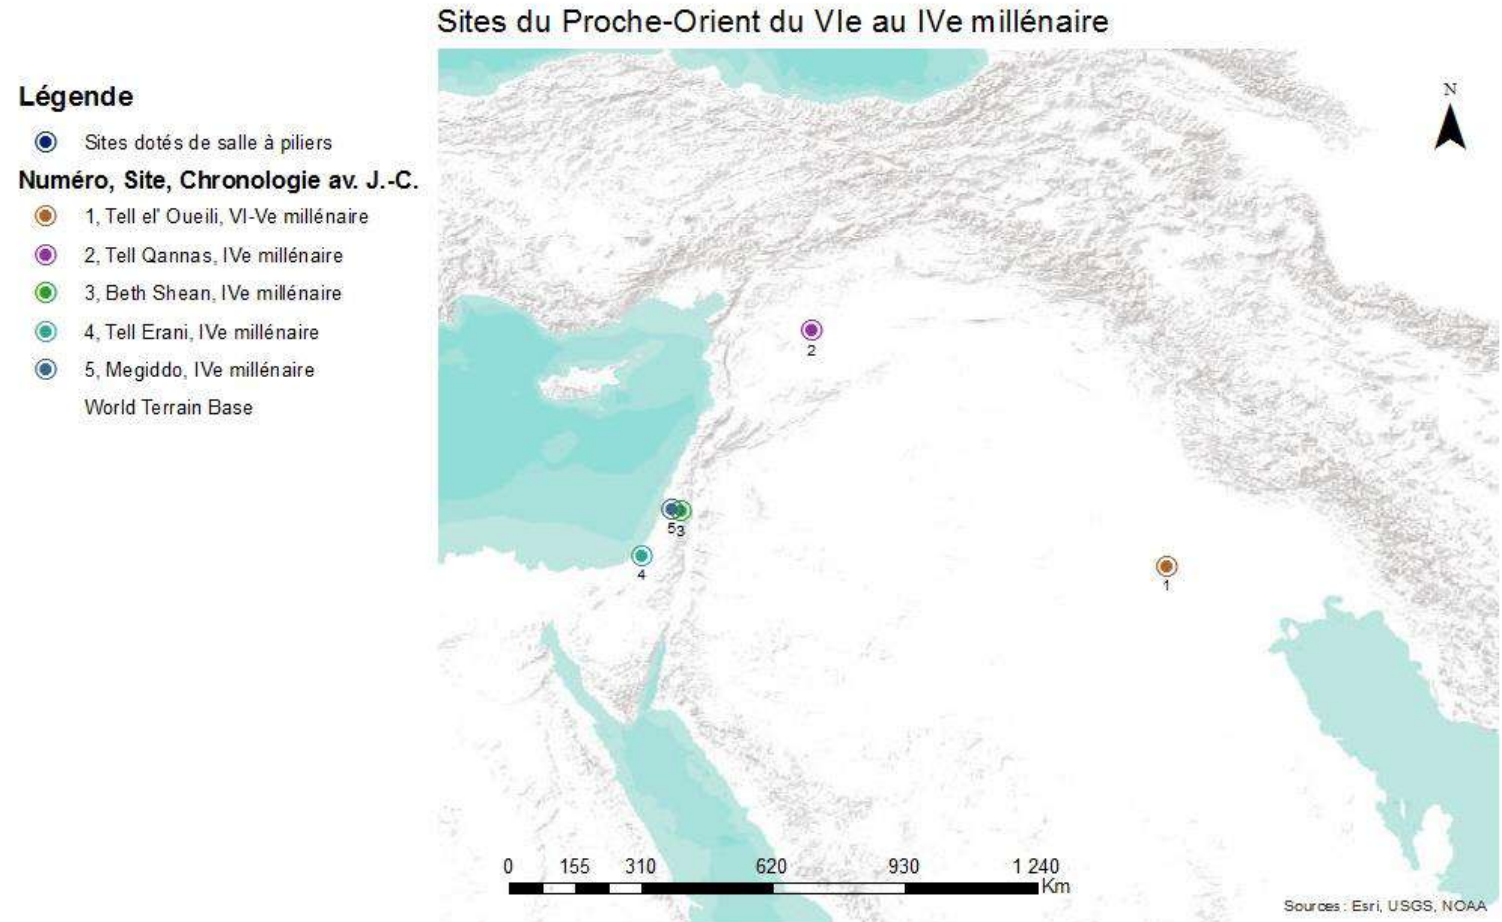 Sites du Proche-Orient du VIe au IVe millénaire
Légende
Sites dotés de salle à piliers
Numéro, Site, Chronologie av. J.-C.
1, Tell el' Oueili, VI-Ve millénaire
2, Tell Qannas, IVe millénaire
3, Beth Shean, IVe millénaire
4, Tell Erani, IVe millénaire
5, Megiddo, IVe millénaire
World Terrain Base
N
2
5 3
4
1
0 155 310 620 930 1 240
Km
Sources: Esri, USGS, NOAA